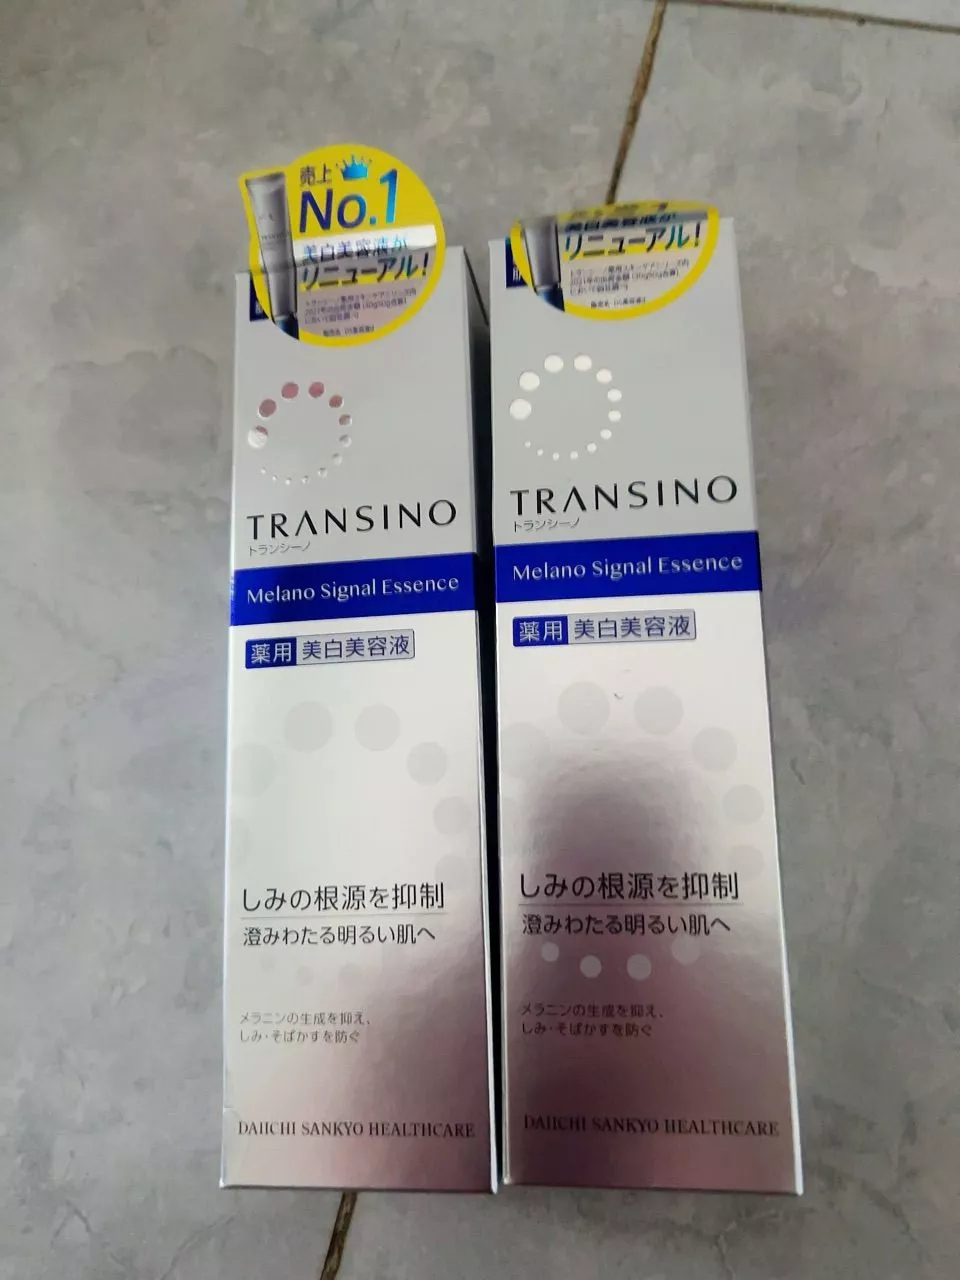 売上
No.1
美白美容液が
リニューアル!
TRANSINO
トランシーノ
Melano Signal Essence
薬用 美白美容液
しみの根源を抑制
澄みわたる明るい肌へ
メラニンの生成を抑え、
しみ・そばかすを防ぐ
DAIICHI SANKYO HEALTHCARE
美白美容液が
リニューアル!
TRANSINO
トランシーノ
Melano Signal Essence
薬用 美白美容液
しみの根源を抑制
澄みわたる明るい肌へ
メラニンの生成を抑え、
しみ・そばかすを防ぐ
DAIICHI SANKYO HEALTHCARE